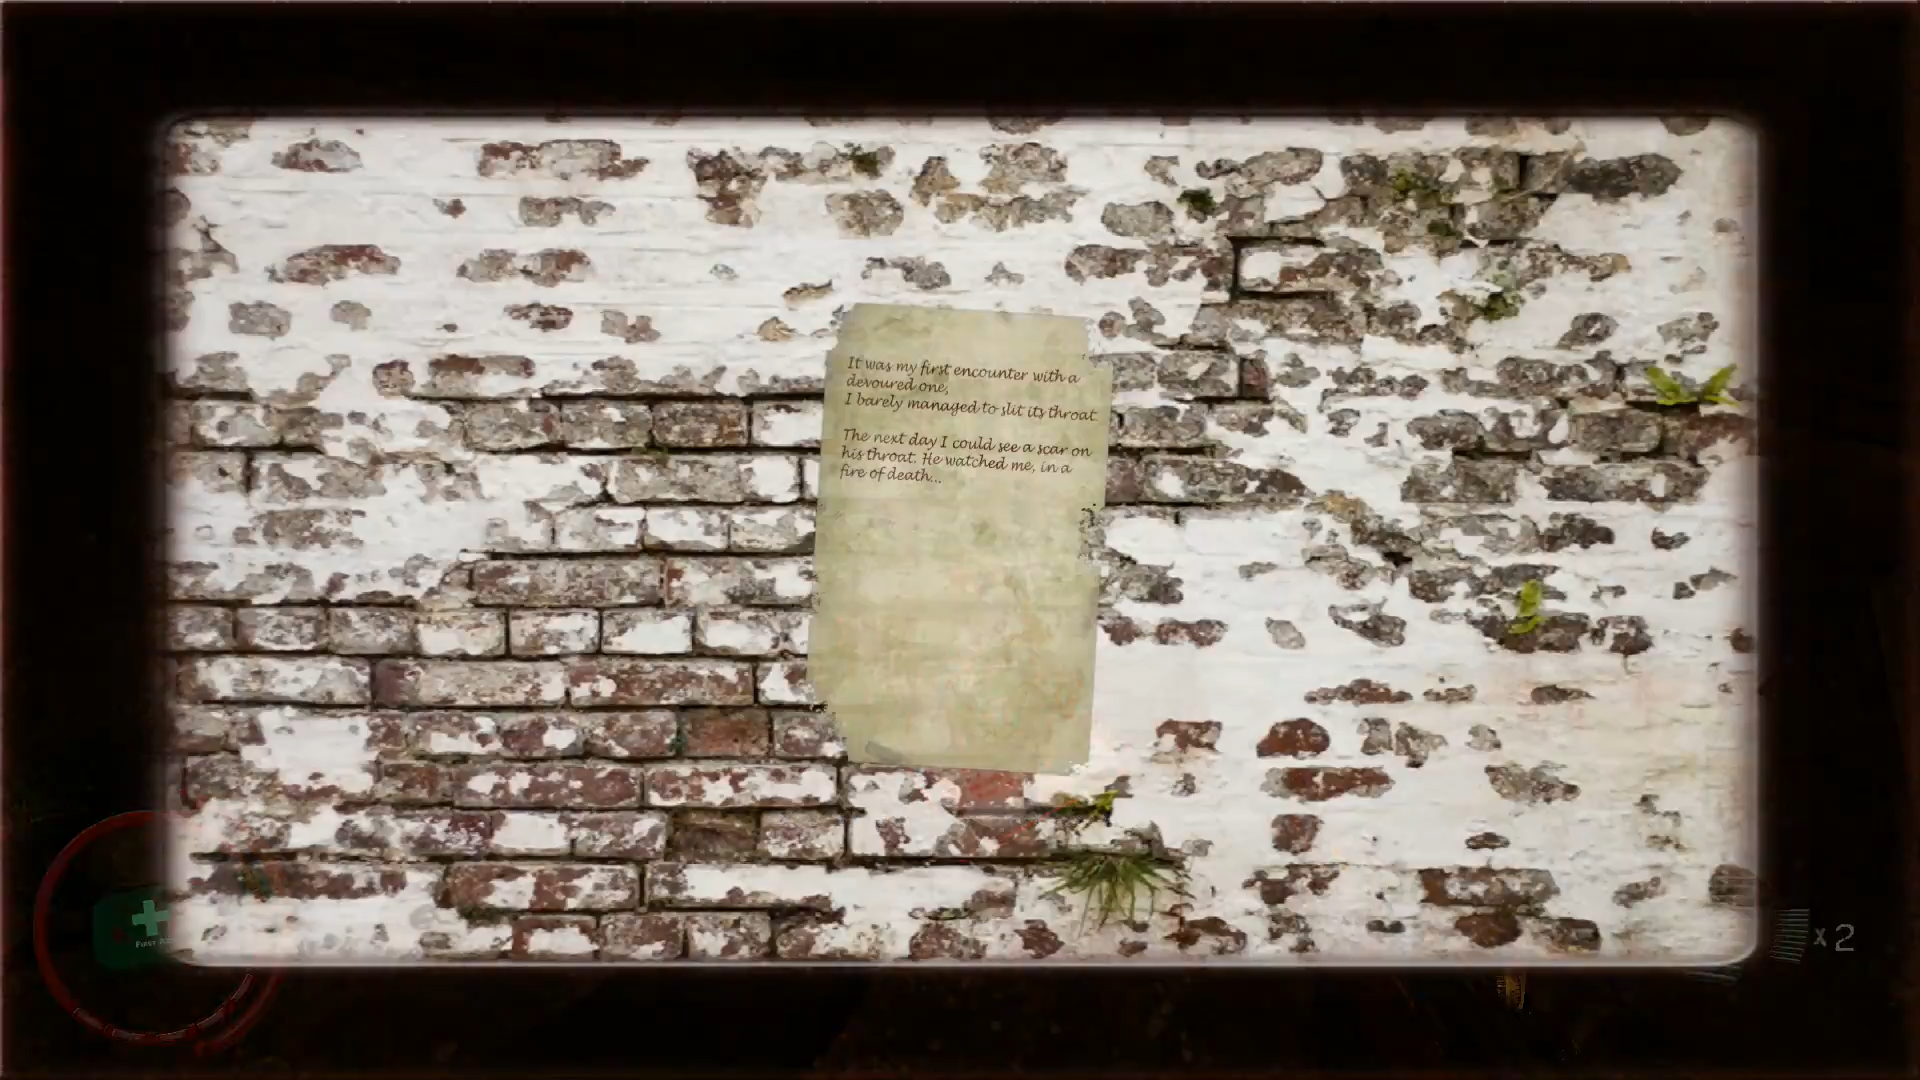 It was my first encounter with a
devoured one,
I barely managed to slit its throat
The next day I could see a scar on
his throat. He watched me, in a
fire of death...
x 2